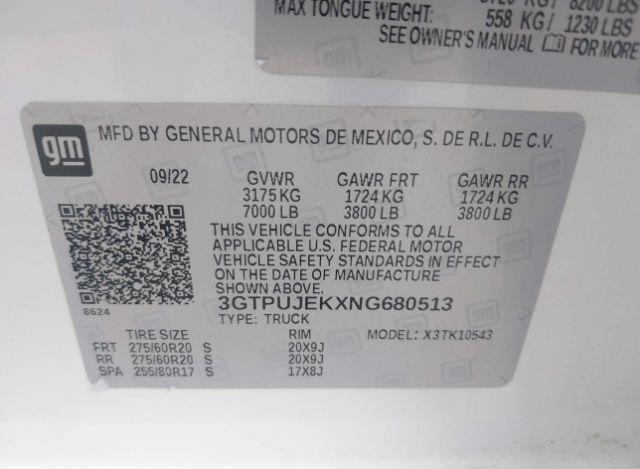 MAX TONGUE WEIGHT: 558 KG/ 1230 LBS
SEE OWNER'S MANUAL FOR MORE
gm
gm
gm
MFD BY GENERAL MOTORS DE MEXICO, S. DE R.L. DE C.V.
09/22 GVWR GAWR FRT GAWR RR
3175 KG 1724 KG 1724 KG
7000 LB 3800 LB 3800 LB
THIS VEHICLE CONFORMS TO ALL
APPLICABLE U.S. FEDERAL MOTOR
VEHICLE SAFETY STANDARDS IN EFFECT
ON THE DATE OF MANUFACTURE
SHOWN ABOVE.
8624
3GTPUJEKXNG680513
TYPE: TRUCK
TIRE SIZE RIM MODEL: X3TK10543
FRT 275/60R20 S 20X9J
RR 275/60R20 S 20X9J
SPA 255/80R17 S 17X8J